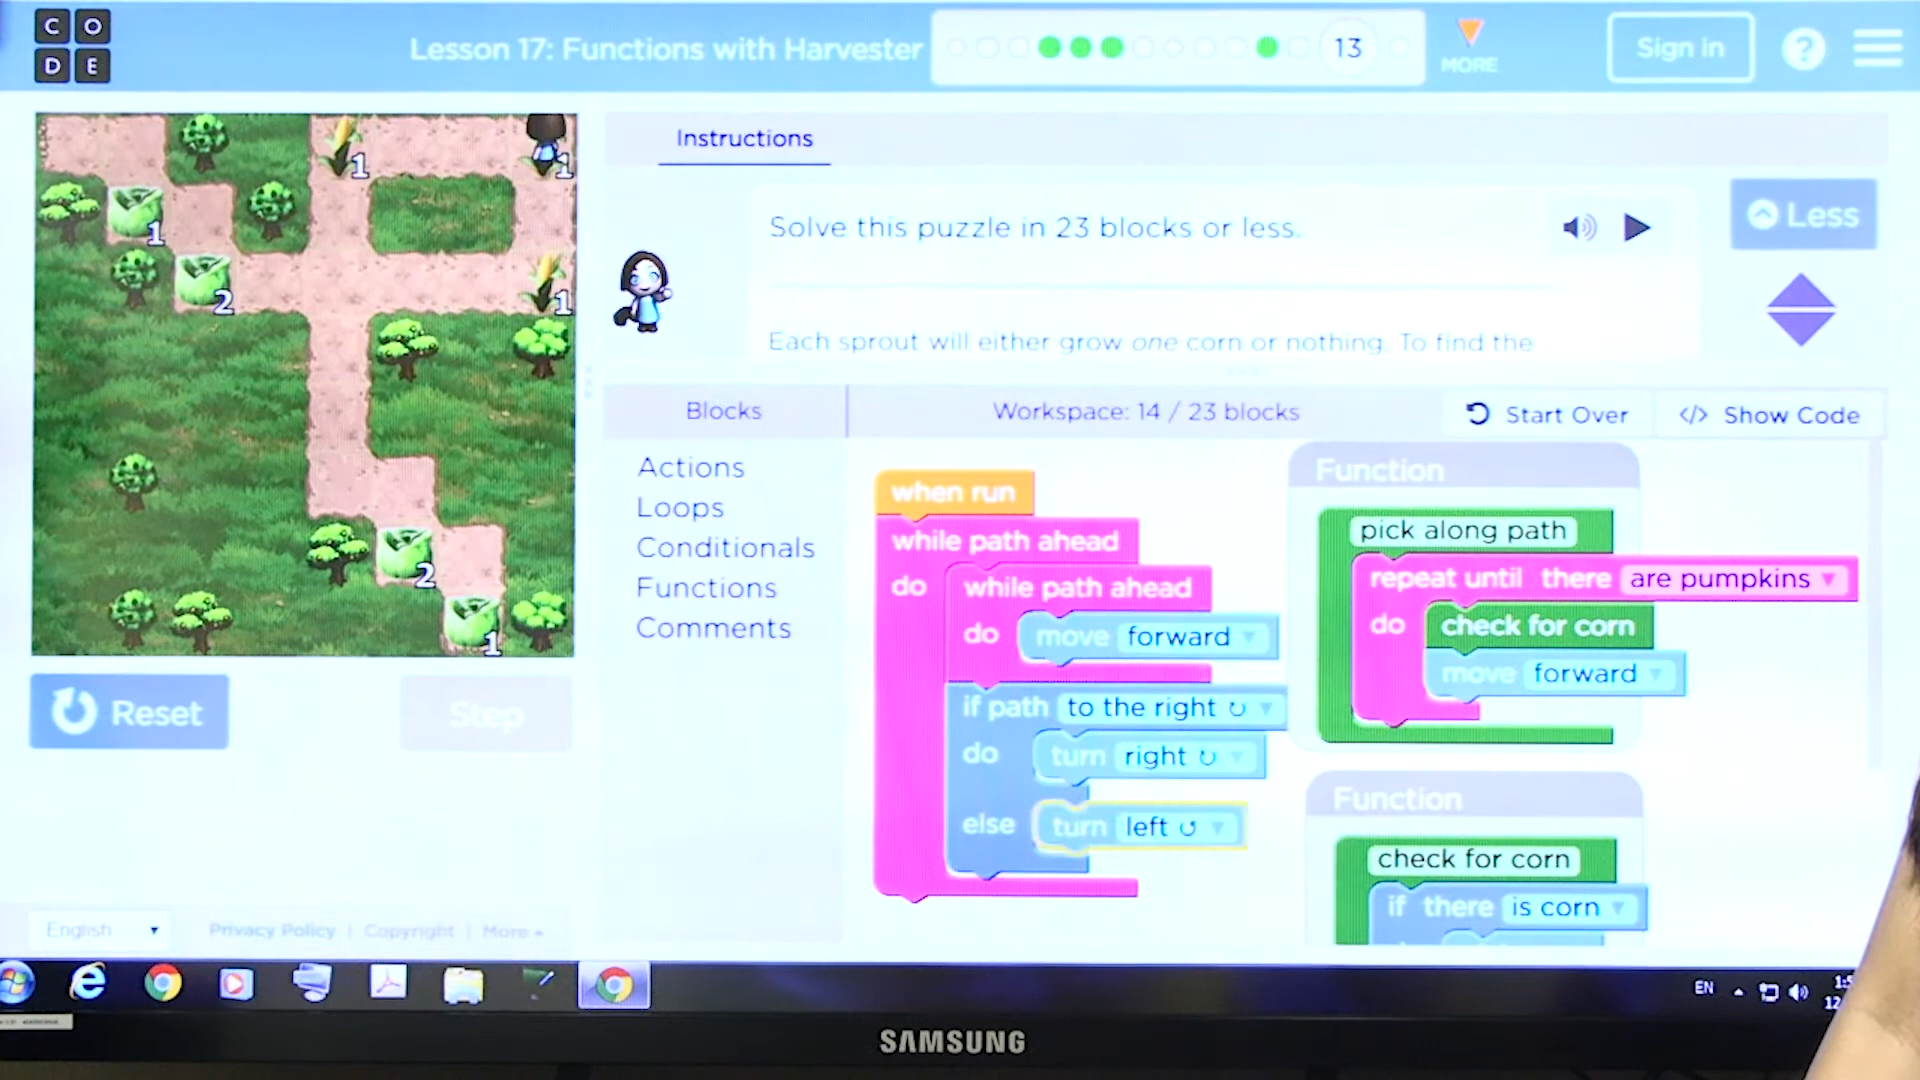 C O
D E
Lesson 17: Functions with Harvester
13
MORE
Sign in
?
Instructions
1
1
1
2
1
2
1
Solve this puzzle in 23 blocks or less.
Less
Each sprout will either grow one corn or nothing. To find the
Blocks
Workspace: 14 / 23 blocks
Start Over
</> Show Code
Actions
Loops
Conditionals
Functions
Comments
when run
while path ahead
do
while path ahead
do
move forward
if path to the right ↻
do
turn right ↻
else
turn left ↺
Function
pick along path
repeat until there are pumpkins
do
check for corn
move forward
Function
check for corn
if there is corn
Reset
Step
English
Privacy Policy | Copyright | More
EN
SAMSUNG